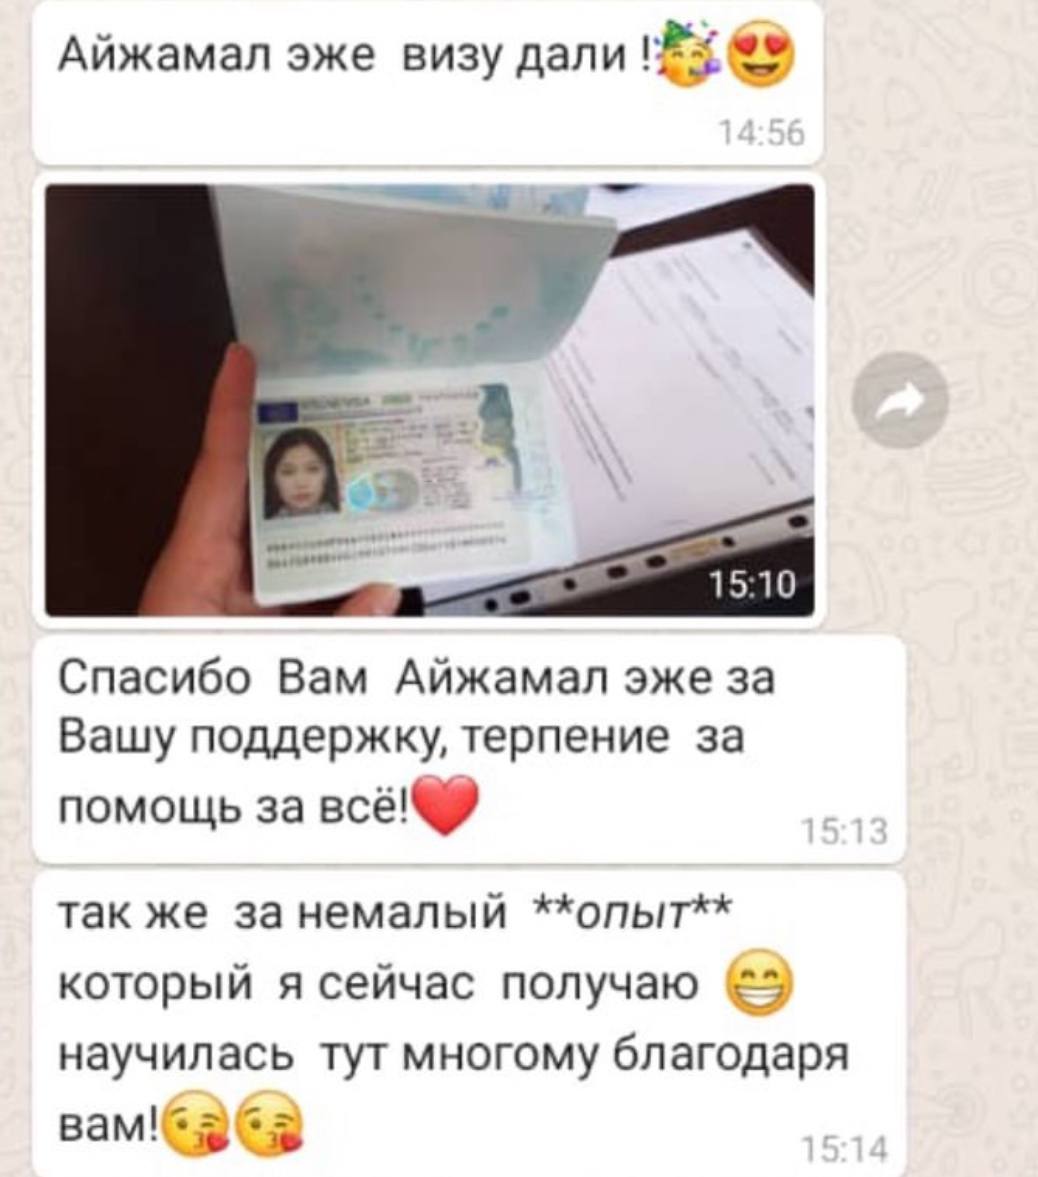 Айжамал эже визу дали !🥳😍
14:56
15:10
Спасибо Вам Айжамал эже за
Вашу поддержку, терпение за
помощь за всё!❤️
15:13
так же за немалый **опыт**
который я сейчас получаю 😁
научилась тут многому благодаря
вам!😘😘
15:14